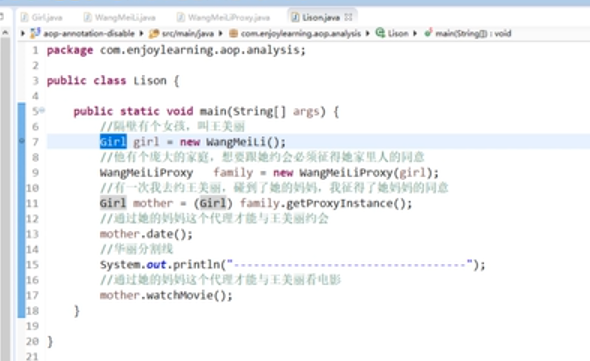 Girl.java WangMeiLi.java WangMeiLiProxy.java Lison.java
aop-annotation-disable src/main/java com.enjoylearning.aop.analysis Lison main(String[]) : void
1 package com.enjoylearning.aop.analysis;
2
3 public class Lison {
4
5 public static void main(String[] args) {
6 //隔壁有个女孩，叫王美丽
7 Girl girl = new WangMeiLi();
8 //他有个庞大的家庭，想要跟她约会必须征得她家里人的同意
9 WangMeiLiProxy family = new WangMeiLiProxy(girl);
10 //有一次我去约王美丽，碰到了她的妈妈，我征得了她妈妈的同意
11 Girl mother = (Girl) family.getProxyInstance();
12 //通过她的妈妈这个代理才能与王美丽约会
13 mother.date();
14 //华丽分割线
15 System.out.println("-----------------------------------");
16 //通过她的妈妈这个代理才能与王美丽看电影
17 mother.watchMovie();
18 }
19
20 }
21